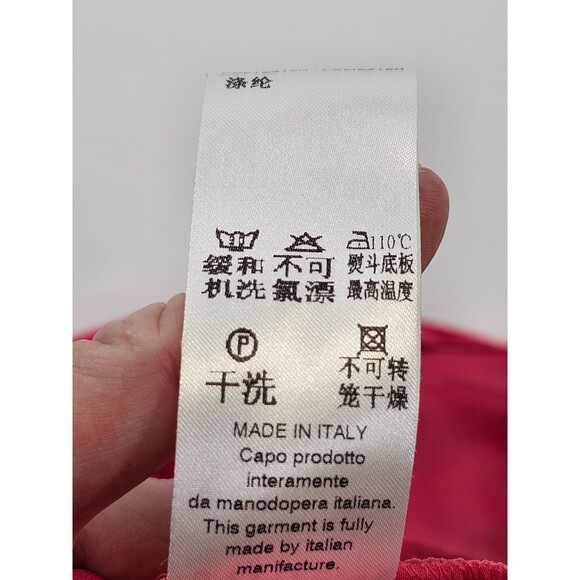 涤纶
110℃
缓和 不可 熨斗底板
机洗 氯漂 最高温度
P
干洗
不可转
笼干燥
MADE IN ITALY
Capo prodotto
interamente
da manodopera italiana.
This garment is fully
made by italian
manifacture.